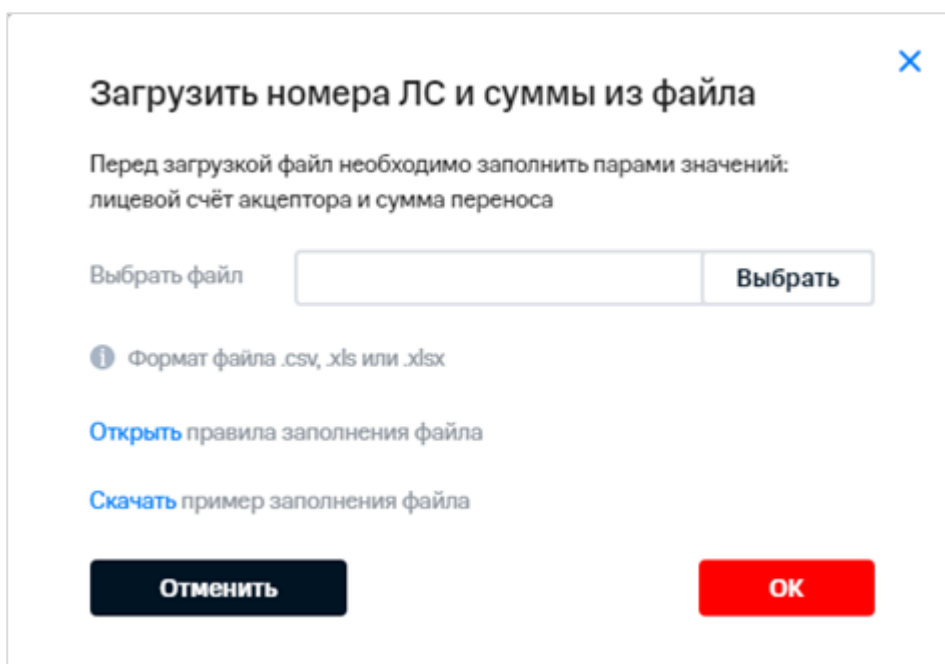 Загрузить номера ЛС и суммы из файла
Перед загрузкой файл необходимо заполнить парами значений:
лицевой счёт акцептора и сумма переноса
Выбрать файл
Выбрать
Формат файла .csv, .xls или .xlsx
Открыть правила заполнения файла
Скачать пример заполнения файла
Отменить
ОК